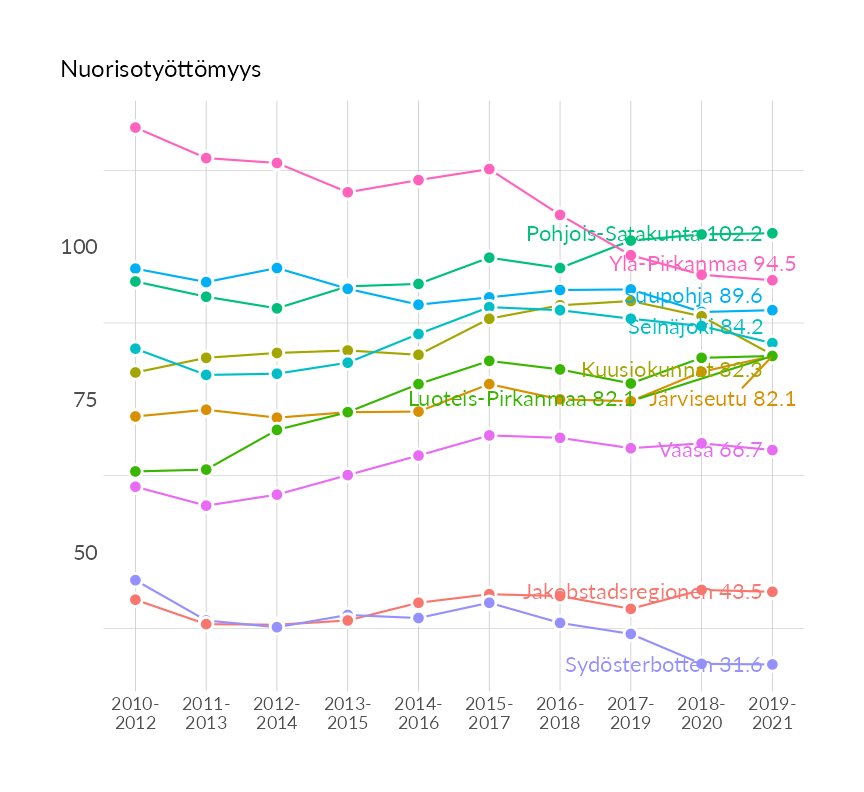 Nuorisotyöttömyys
100
75
50
Pohjois-Satakunta 102.2
Ylä-Pirkanmaa 94.5
Suupohja 89.6
Seinäjoki 84.2
Kuusiokunnat 82.3
Luoteis-Pirkanmaa 82.1
Järviseutu 82.1
Vaasa 66.7
Jakobstadsregionen 43.5
Sydösterbotten 31.6
2010-
2012
2011-
2013
2012-
2014
2013-
2015
2014-
2016
2015-
2017
2016-
2018
2017-
2019
2018-
2020
2019-
2021